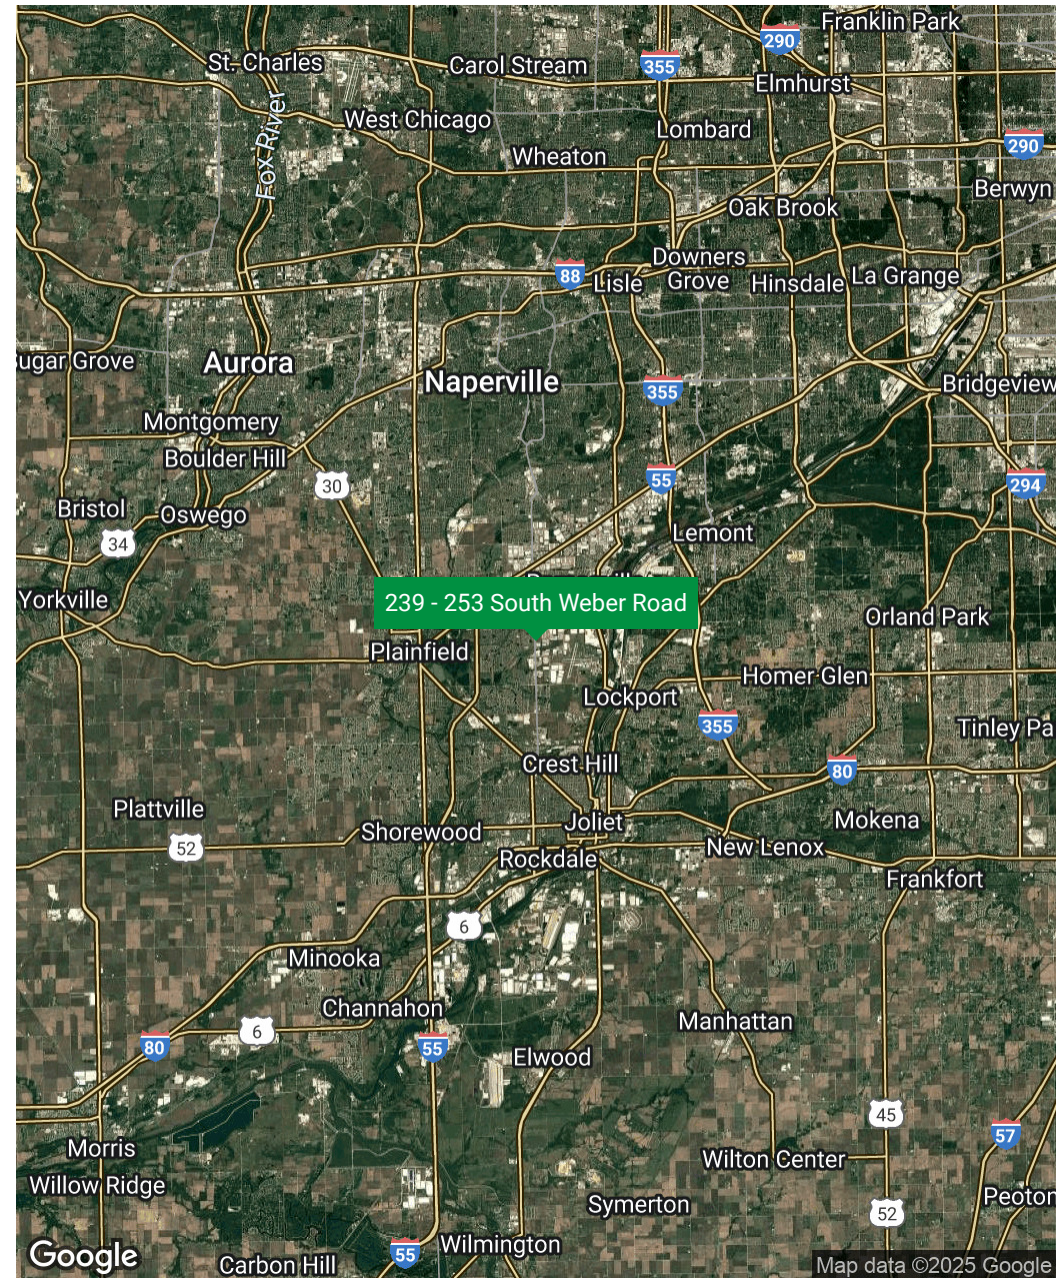 Franklin Park
290
St. Charles
Carol Stream
355
Elmhurst
Fox River
West Chicago
Lombard
290
Wheaton
Berwyn
Oak Brook
Downers
Grove
88
Lisle
Hinsdale
La Grange
Sugar Grove
Aurora
Naperville
355
Bridgeview
Montgomery
Boulder Hill
30
55
294
Bristol
Oswego
34
Lemont
Yorkville
239 - 253 South Weber Road
Orland Park
Plainfield
Homer Glen
Lockport
355
Tinley Pa
Crest Hill
80
Plattville
Shorewood
Joliet
Mokena
52
Rockdale
New Lenox
Frankfort
6
Minooka
Channahon
Manhattan
6
80
55
Elwood
45
57
Morris
Wilton Center
Willow Ridge
Symerton
Peoton
52
Google
Carbon Hill
55
Wilmington
Map data ©2025 Google